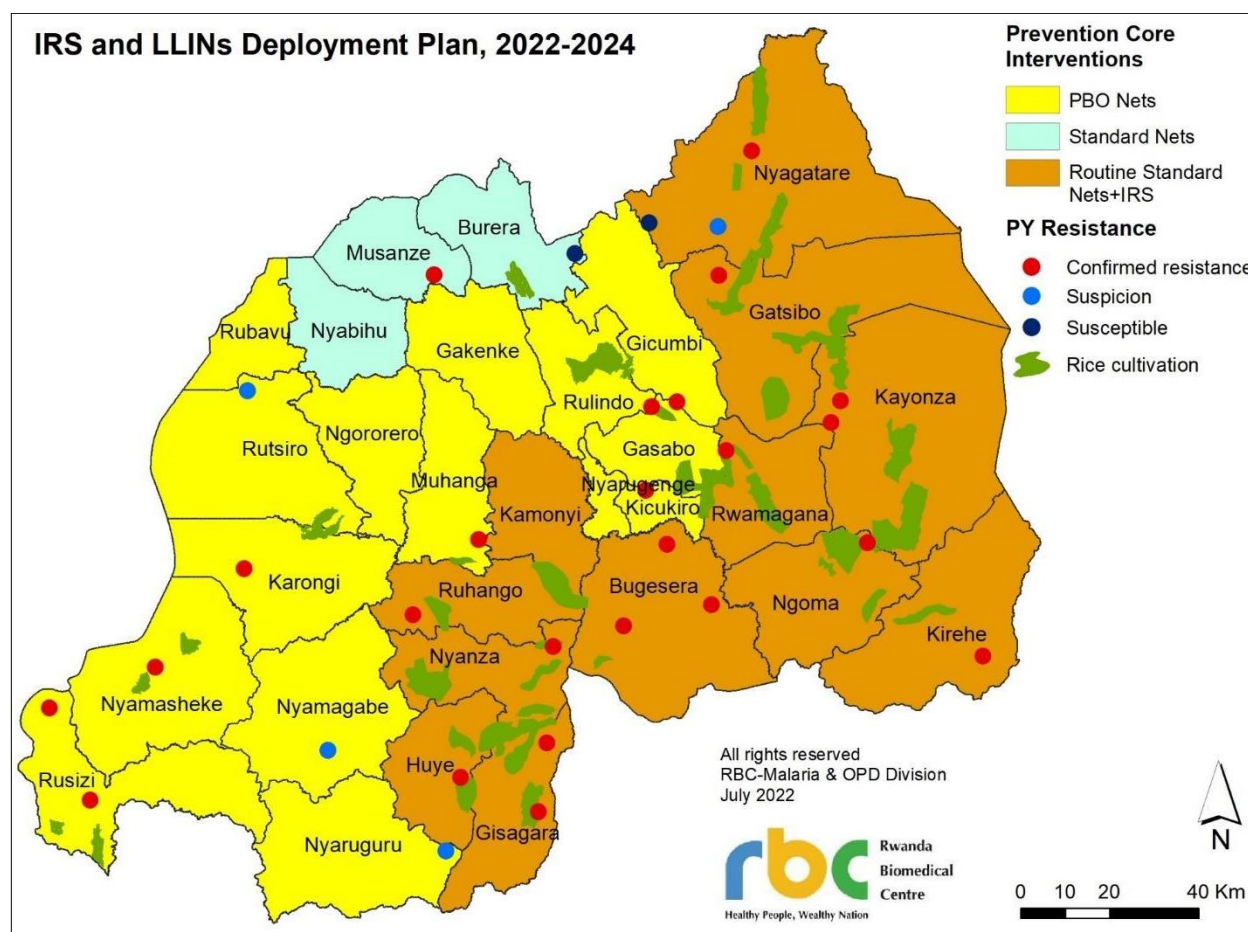 IRS and LLINs Deployment Plan, 2022-2024
Prevention Core
Interventions
PBO Nets
Standard Nets
Routine Standard
Nets+IRS
PY Resistance
Confirmed resistance
Suspicion
Susceptible
Rice cultivation
Nyagatare
Burera
Musanze
Nyabihu
Rubavu
Gakenke
Gicumbi
Gatsibo
Rulindo
Kayonza
Rutsiro
Ngororero
Gasabo
Muhanga
Nyarugenge
Kicukiro
Kamonyi
Rwamagana
Karongi
Ruhango
Bugesera
Ngoma
Kirehe
Nyanza
Nyamasheke
Nyamagabe
Huye
Rusizi
Gisagara
Nyaruguru
All rights reserved
RBC-Malaria & OPD Division
July 2022
rbc
Rwanda
Biomedical
Centre
Healthy People, Wealthy Nation
N
0 10 20 40 Km